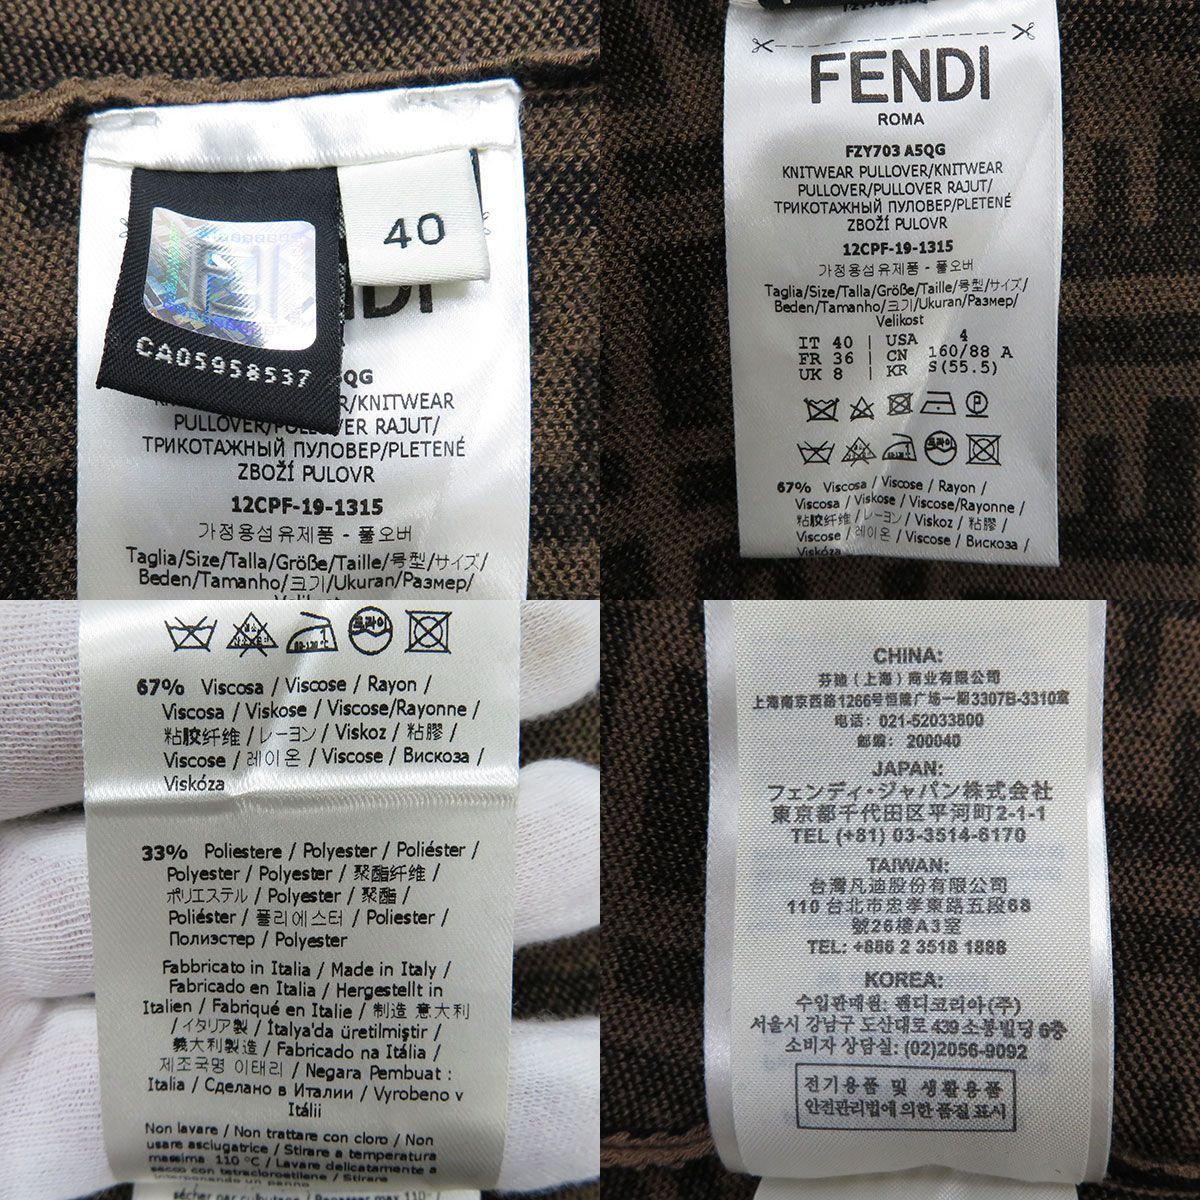 40
NDI
CA05958537
QG
R/KNITWEAR
PULLOVER/PULLOVER RAJUT/
ТРИКОТАЖНЫЙ ПУЛОВЕР/PLETENÉ
ZBOŽÍ PULOVR
12CPF-19-1315
가정용섬유제품 - 풀오버
Taglia/Size/Talla/Größe/Taille/号型/サイズ/
Beden/Tamanho/크기/Ukuran/Размер/
FENDI
ROMA
FZY703 A5QG
KNITWEAR PULLOVER/KNITWEAR
PULLOVER/PULLOVER RAJUT/
ТРИКОТАЖНЫЙ ПУЛОВЕР/PLETENÉ
ZBOŽÍ PULOVR
12CPF-19-1315
가정용섬유제품 - 풀오버
Taglia/Size/Talla/Größe/Taille/号型/サイズ/
Beden/Tamanho/크기/Ukuran/Размер/
Velikost
IT 40 | USA 4
FR 36 | CN 160/88 A
UK 8 | KR S(55.5)
67% Viscosa / Viscose / Rayon /
Viscosa / Viskose / Viscose/Rayonne /
粘胶纤维 / レーヨン / Viskoz / 粘膠 /
Viscose / 레이온 / Viscose / Вискоза /
Viskóza
67% Viscosa / Viscose / Rayon /
Viscosa / Viskose / Viscose/Rayonne /
粘胶纤维 / レーヨン / Viskoz / 粘膠 /
Viscose / 레이온 / Viscose / Вискоза /
Viskóza
33% Poliestere / Polyester / Poliéster /
Polyester / Polyester / 聚酯纤维 /
ポリエステル / Polyester / 聚酯 /
Poliéster / 폴리에스터 / Poliester /
Полиэстер / Polyester
Fabbricato in Italia / Made in Italy /
Fabricado en Italia / Hergestellt in
Italien / Fabriqué en Italie / 制造 意大利
/ イタリア製 / İtalya'da üretilmiştir /
義大利製造 / Fabricado na Itália /
제조국명 이태리 / Negara Pembuat :
Italia / Сделано в Италии / Vyrobeno v
Itálii
Non lavare / Non trattare con cloro / Non
usare asciugatrice / Stirare a temperatura
massima 110 °C / Lavare delicatamente a
secco con tetracloroetilene / Stirare
CHINA:
芬迪（上海）商业有限公司
上海南京西路1266号恒隆广场一期3307B-3310室
电话: 021-52033800
邮编: 200040
JAPAN:
フェンディ・ジャパン株式会社
東京都千代田区平河町2-1-1
TEL (+81) 03-3514-6170
TAIWAN:
台灣凡迪股份有限公司
110 台北市忠孝東路五段68
號26樓A3室
TEL: +886 2 3518 1888
KOREA:
수입판매원: 펜디코리아(주)
서울시 강남구 도산대로 439 소봉빌딩 6층
소비자 상담실: (02)2056-9092
전기용품 및 생활용품
안전관리법에 의한 품질표시